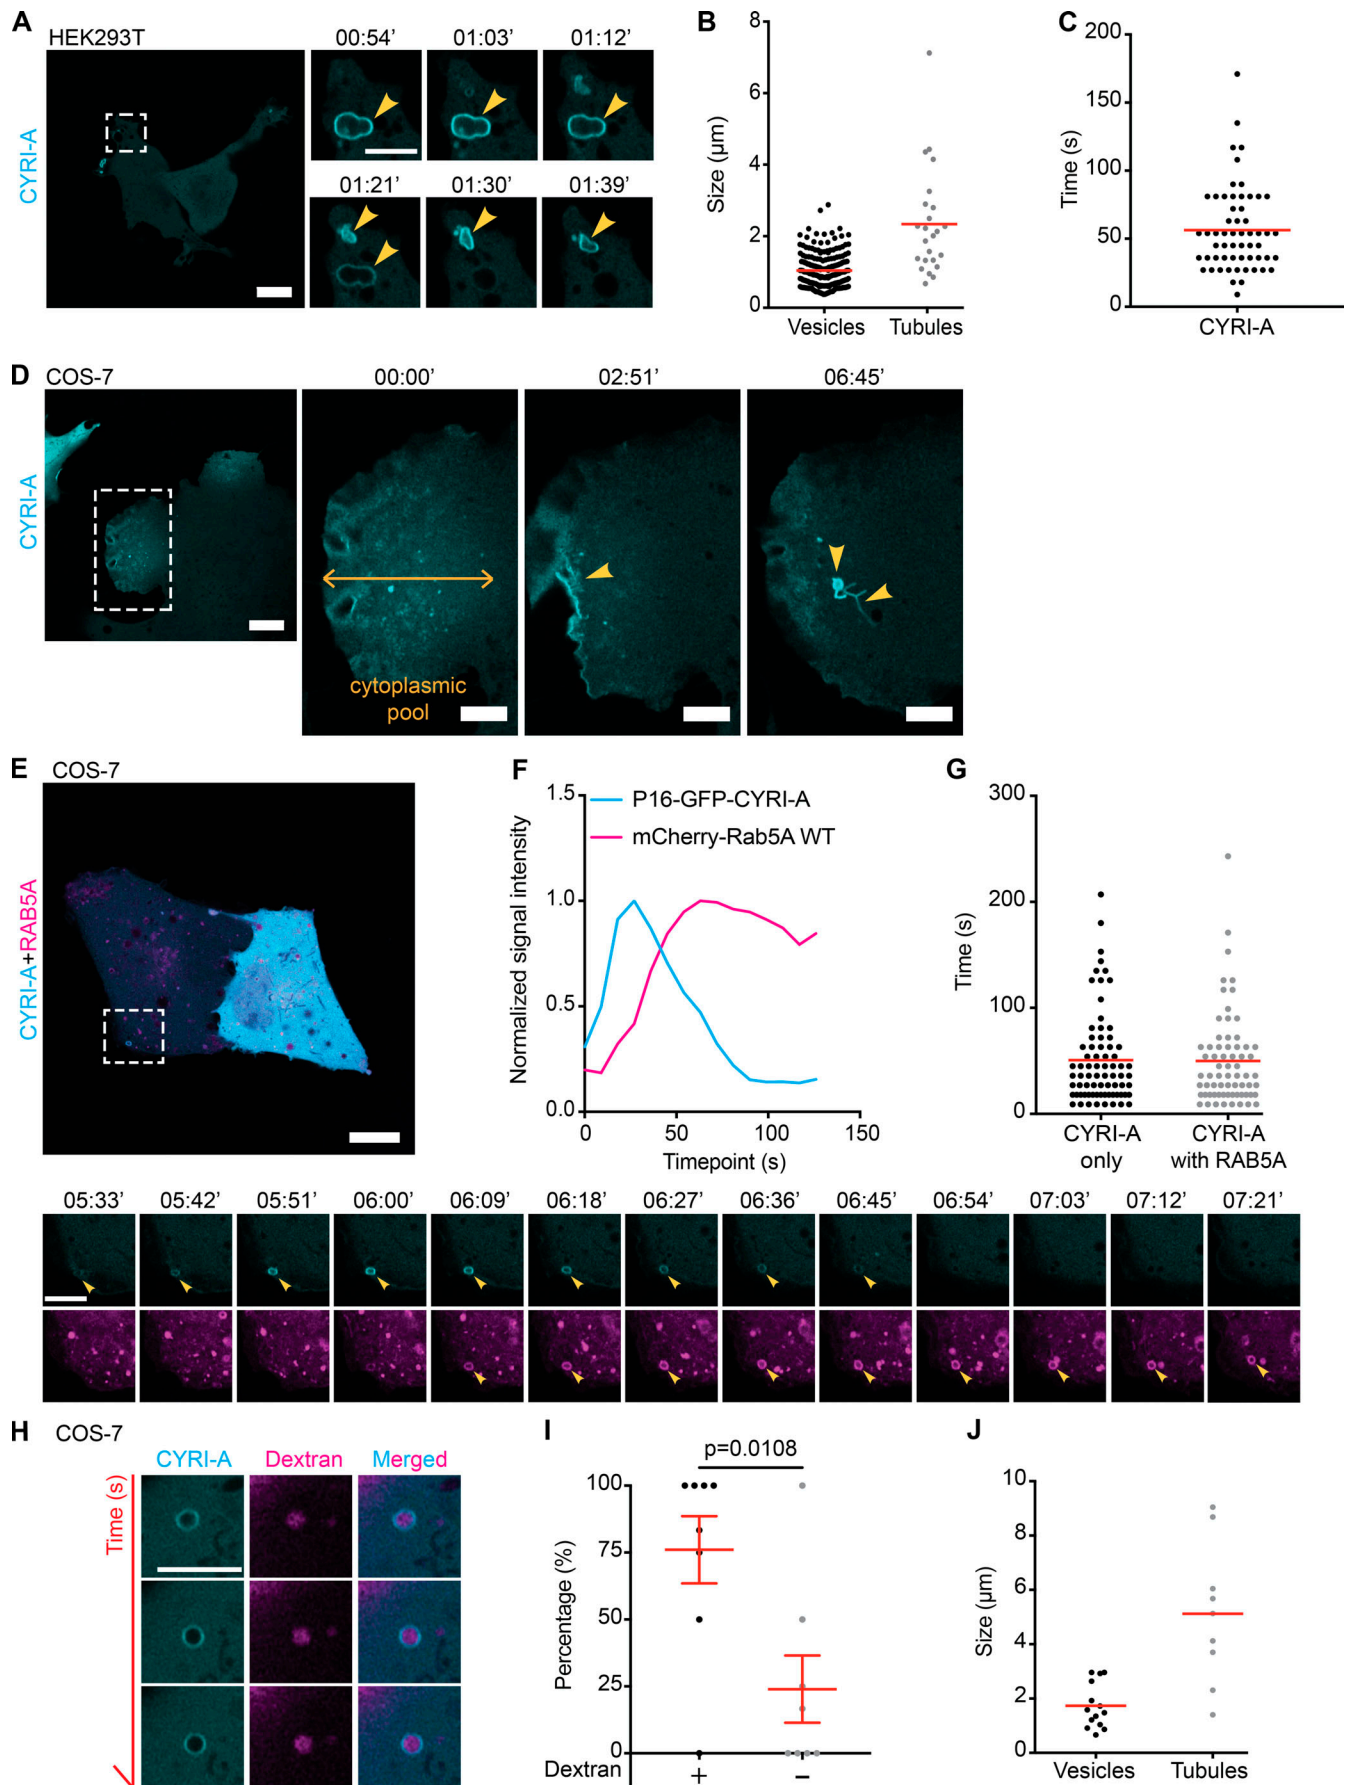 A
HEK293T
CYRI-A
00:54’
01:03’
01:12’
01:21’
01:30’
01:39’
B
Size (µm)
8
6
4
2
0
Vesicles
Tubules
C
Time (s)
200
150
100
50
0
CYRI-A
D
COS-7
CYRI-A
00:00’
02:51’
06:45’
cytoplasmic
pool
E
COS-7
CYRI-A+RAB5A
F
Normalized signal intensity
1.5
1.0
0.5
0.0
P16-GFP-CYRI-A
mCherry-Rab5A WT
0
50
100
150
Timepoint (s)
G
Time (s)
300
200
100
0
CYRI-A
only
CYRI-A
with RAB5A
05:33’
05:42’
05:51’
06:00’
06:09’
06:18’
06:27’
06:36’
06:45’
06:54’
07:03’
07:12’
07:21’
H
COS-7
CYRI-A
Dextran
Merged
Time (s)
I
p=0.0108
Percentage (%)
100
75
50
25
0
Dextran
+
−
J
Size (µm)
10
8
6
4
2
0
Vesicles
Tubules